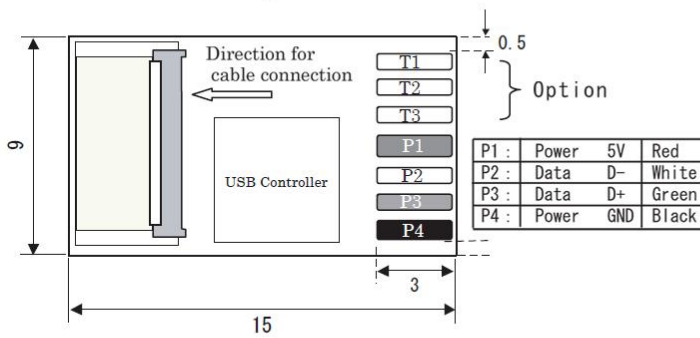 0.5
Direction for
cable connection
T1
T2
T3
Option
9
P1
P2
P3
P4
USB Controller
P1 : Power 5V Red
P2 : Data D- White
P3 : Data D+ Green
P4 : Power GND Black
3
15